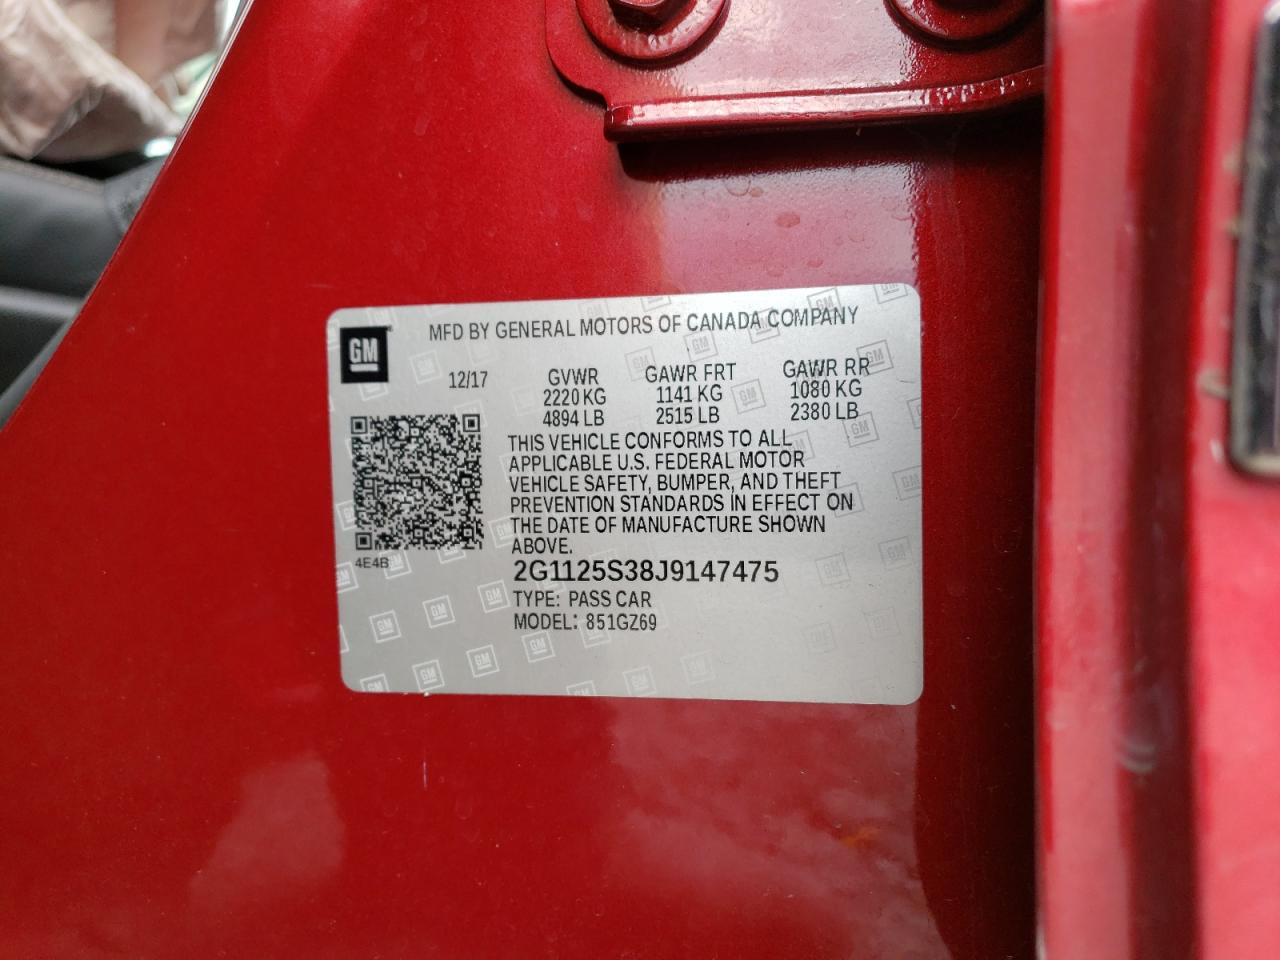 MFD BY GENERAL MOTORS OF CANADA COMPANY
GM
12/17
GVWR GAWR FRT GAWR RR
2220 KG 1141 KG 1080 KG
4894 LB 2515 LB 2380 LB
THIS VEHICLE CONFORMS TO ALL
APPLICABLE U.S. FEDERAL MOTOR
VEHICLE SAFETY, BUMPER, AND THEFT
PREVENTION STANDARDS IN EFFECT ON
THE DATE OF MANUFACTURE SHOWN
ABOVE.
4E4B
2G1125S38J9147475
TYPE: PASS CAR
MODEL: 851GZ69